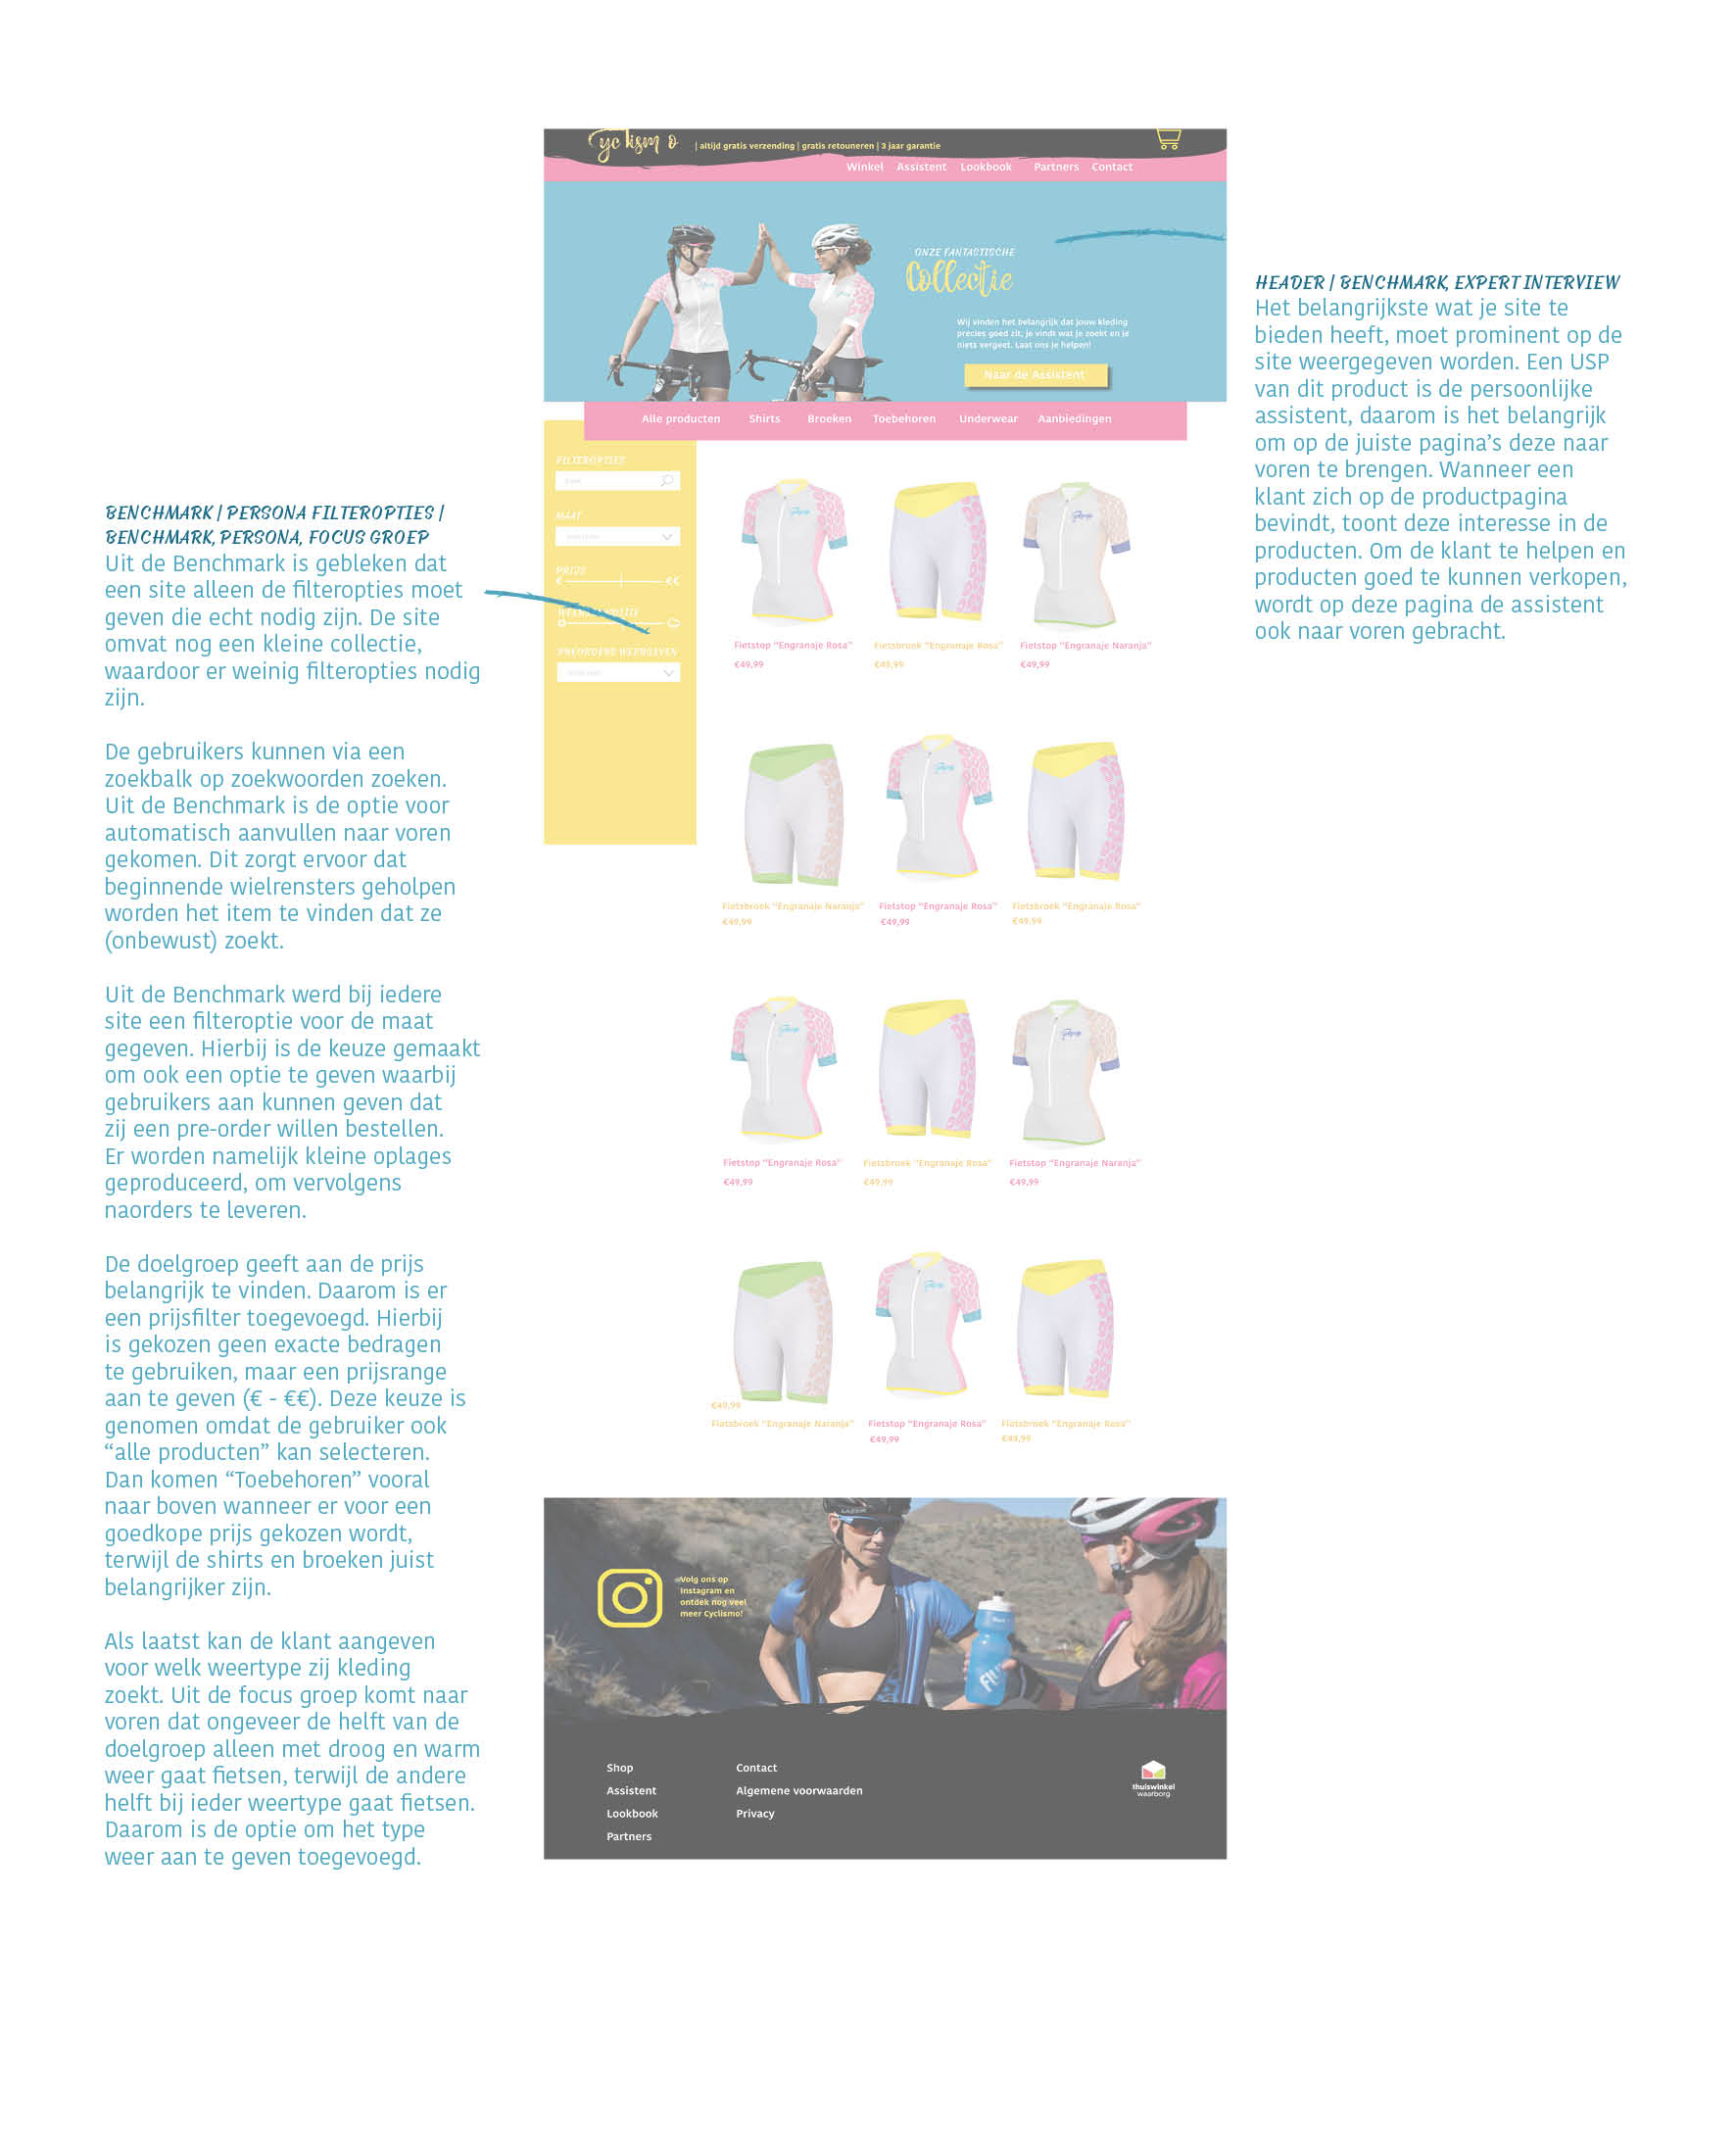 Cyclismo
| altijd gratis verzending | gratis retouneren | 3 jaar garantie
Winkel Assistent Lookbook Partners Contact
ONZE FANTASTISCHE
Collectie
Wij vinden het belangrijk dat jouw kleding
precies goed zit, je vindt wat je zoekt en je
niets vergeet. Laat ons je helpen!
Naar de Assistent
Alle producten Shirts Broeken Toebehoren Underwear Aanbiedingen
FILTEROPTIES
MAAT
PRIJS
€ €€
PREORDERS WEERGEVEN
Fietstop "Engranaje Rosa"
€49,99
Fietsbroek "Engranaje Rosa"
€49,99
Fietstop "Engranaje Naranja"
€49,99
Fietsbroek "Engranaje Naranja"
€49,99
Fietstop "Engranaje Rosa"
€49,99
Fietsbroek "Engranaje Rosa"
€49,99
Fietstop "Engranaje Rosa"
€49,99
Fietsbroek "Engranaje Rosa"
€49,99
Fietstop "Engranaje Naranja"
€49,99
€49,99
Fietsbroek "Engranaje Naranja"
Fietstop "Engranaje Rosa"
€49,99
Fietsbroek "Engranaje Rosa"
€49,99
Volg ons op
Instagram en
ontdek nog veel
meer Cyclismo!
Shop
Assistent
Lookbook
Partners
Contact
Algemene voorwaarden
Privacy
thuiswinkel
waarborg
BENCHMARK | PERSONA FILTEROPTIES |
BENCHMARK, PERSONA, FOCUS GROEP
Uit de Benchmark is gebleken dat
een site alleen de filteropties moet
geven die echt nodig zijn. De site
omvat nog een kleine collectie,
waardoor er weinig filteropties nodig
zijn.
De gebruikers kunnen via een
zoekbalk op zoekwoorden zoeken.
Uit de Benchmark is de optie voor
automatisch aanvullen naar voren
gekomen. Dit zorgt ervoor dat
beginnende wielrensters geholpen
worden het item te vinden dat ze
(onbewust) zoekt.
Uit de Benchmark werd bij iedere
site een filteroptie voor de maat
gegeven. Hierbij is de keuze gemaakt
om ook een optie te geven waarbij
gebruikers aan kunnen geven dat
zij een pre-order willen bestellen.
Er worden namelijk kleine oplages
geproduceerd, om vervolgens
naorders te leveren.
De doelgroep geeft aan de prijs
belangrijk te vinden. Daarom is er
een prijsfilter toegevoegd. Hierbij
is gekozen geen exacte bedragen
te gebruiken, maar een prijsrange
aan te geven (€ - €€). Deze keuze is
genomen omdat de gebruiker ook
“alle producten” kan selecteren.
Dan komen “Toebehoren” vooral
naar boven wanneer er voor een
goedkope prijs gekozen wordt,
terwijl de shirts en broeken juist
belangrijker zijn.
Als laatst kan de klant aangeven
voor welk weertype zij kleding
zoekt. Uit de focus groep komt naar
voren dat ongeveer de helft van de
doelgroep alleen met droog en warm
weer gaat fietsen, terwijl de andere
helft bij ieder weertype gaat fietsen.
Daarom is de optie om het type
weer aan te geven toegevoegd.
HEADER | BENCHMARK, EXPERT INTERVIEW
Het belangrijkste wat je site te
bieden heeft, moet prominent op de
site weergegeven worden. Een USP
van dit product is de persoonlijke
assistent, daarom is het belangrijk
om op de juiste pagina’s deze naar
voren te brengen. Wanneer een
klant zich op de productpagina
bevindt, toont deze interesse in de
producten. Om de klant te helpen en
producten goed te kunnen verkopen,
wordt op deze pagina de assistent
ook naar voren gebracht.